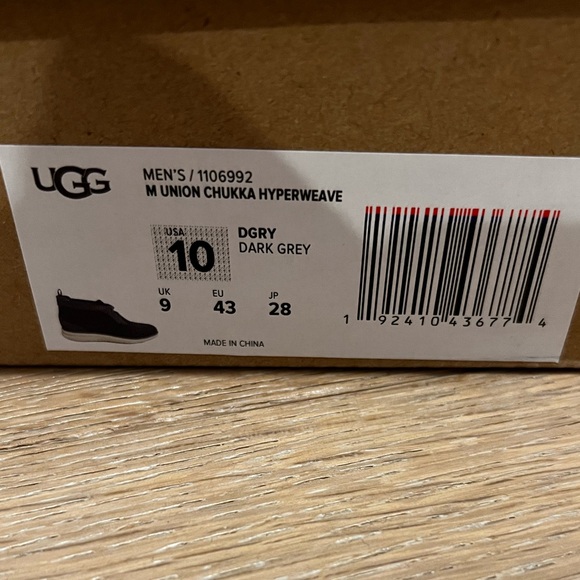 UGG
MEN'S / 1106992
M UNION CHUKKA HYPERWEAVE
USA
10
DGRY
DARK GREY
UK EU JP
9 43 28
MADE IN CHINA
1 92410 43677 4